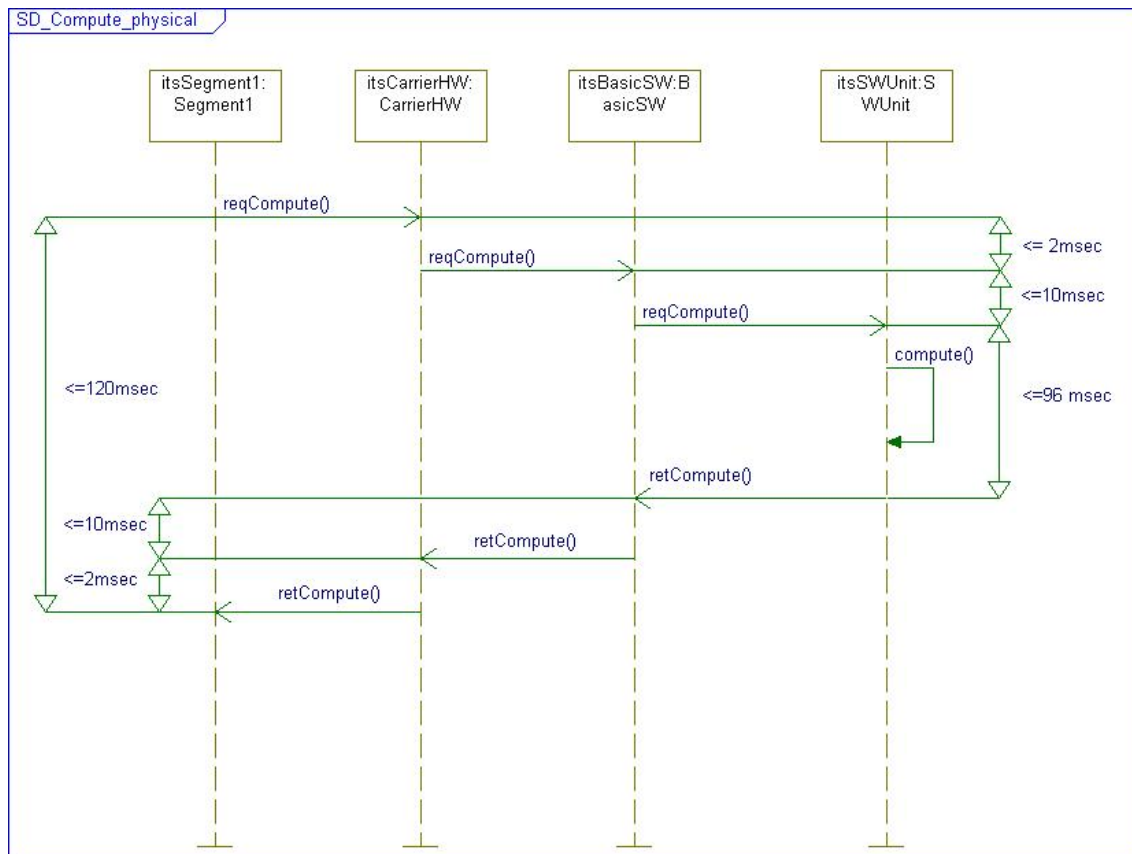 SD_Compute_physical
itsSegment1:
Segment1
itsCarrierHW:
CarrierHW
itsBasicSW:B
asicSW
itsSWUnit:S
WUnit
reqCompute()
<= 2msec
reqCompute()
<=10msec
reqCompute()
compute()
<=120msec
<=96 msec
retCompute()
<=10msec
retCompute()
<=2msec
retCompute()